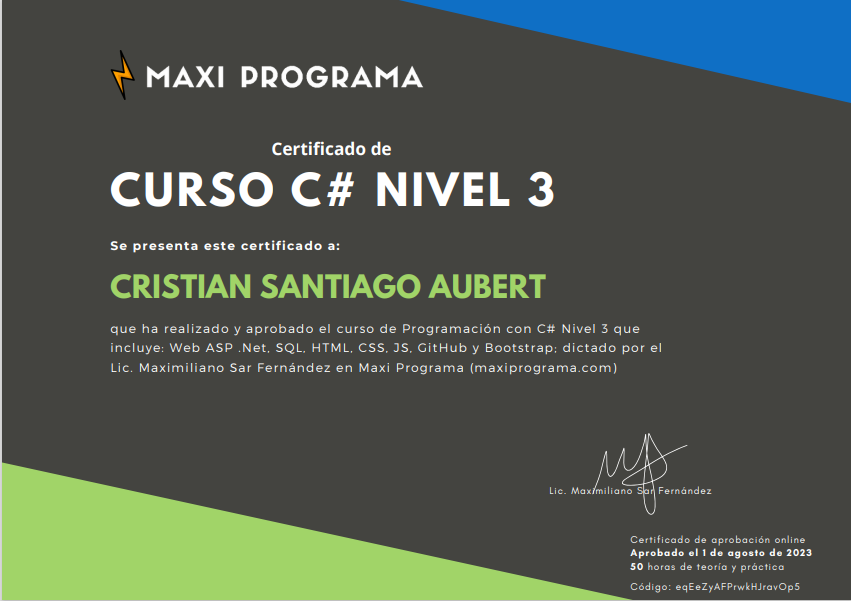 MAXI PROGRAMA
Certificado de
CURSO C# NIVEL 3
Se presenta este certificado a:
CRISTIAN SANTIAGO AUBERT
que ha realizado y aprobado el curso de Programación con C# Nivel 3 que
incluye: Web ASP .Net, SQL, HTML, CSS, JS, GitHub y Bootstrap; dictado por el
Lic. Maximiliano Sar Fernández en Maxi Programa (maxiprograma.com)
Lic. Maximiliano Sar Fernández
Certificado de aprobación online
Aprobado el 1 de agosto de 2023
50 horas de teoría y práctica
Código: eqEeZyAFPrwkHJravOp5